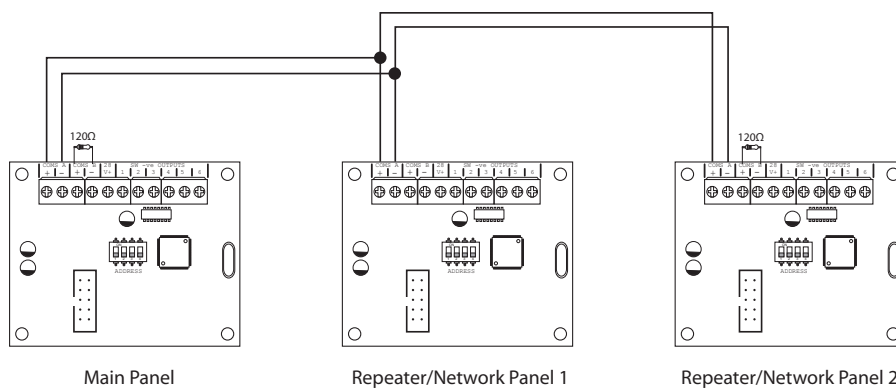 120Ω
120Ω
COMS A COMS B 28 SW -ve OUTPUTS
+ - + - V+ 1 2 3 4 5 6
COMS A COMS B 28 SW -ve OUTPUTS
+ - + - V+ 1 2 3 4 5 6
COMS A COMS B 28 SW -ve OUTPUTS
+ - + - V+ 1 2 3 4 5 6
ADDRESS
ADDRESS
ADDRESS
Main Panel
Repeater/Network Panel 1
Repeater/Network Panel 2